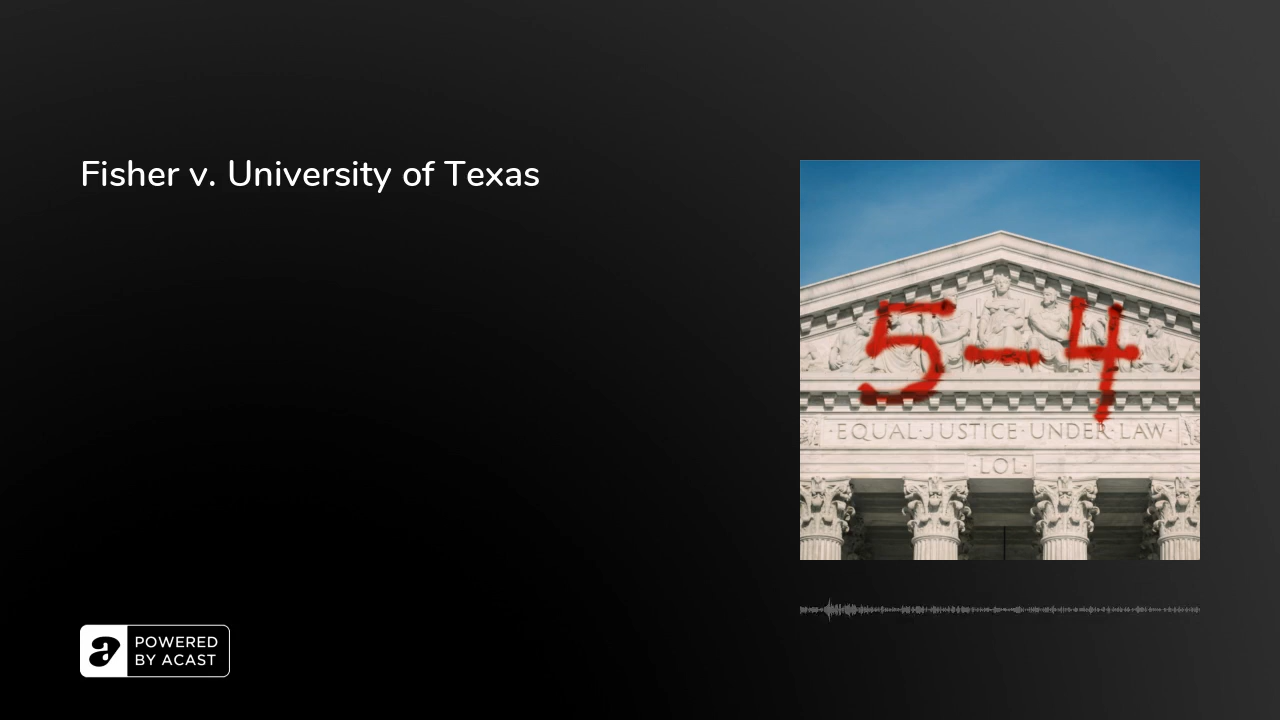 Fisher v. University of Texas
5-4
·EQUAL·JUSTICE·UNDER·LAW·
·LOL·
POWERED
BY ACAST